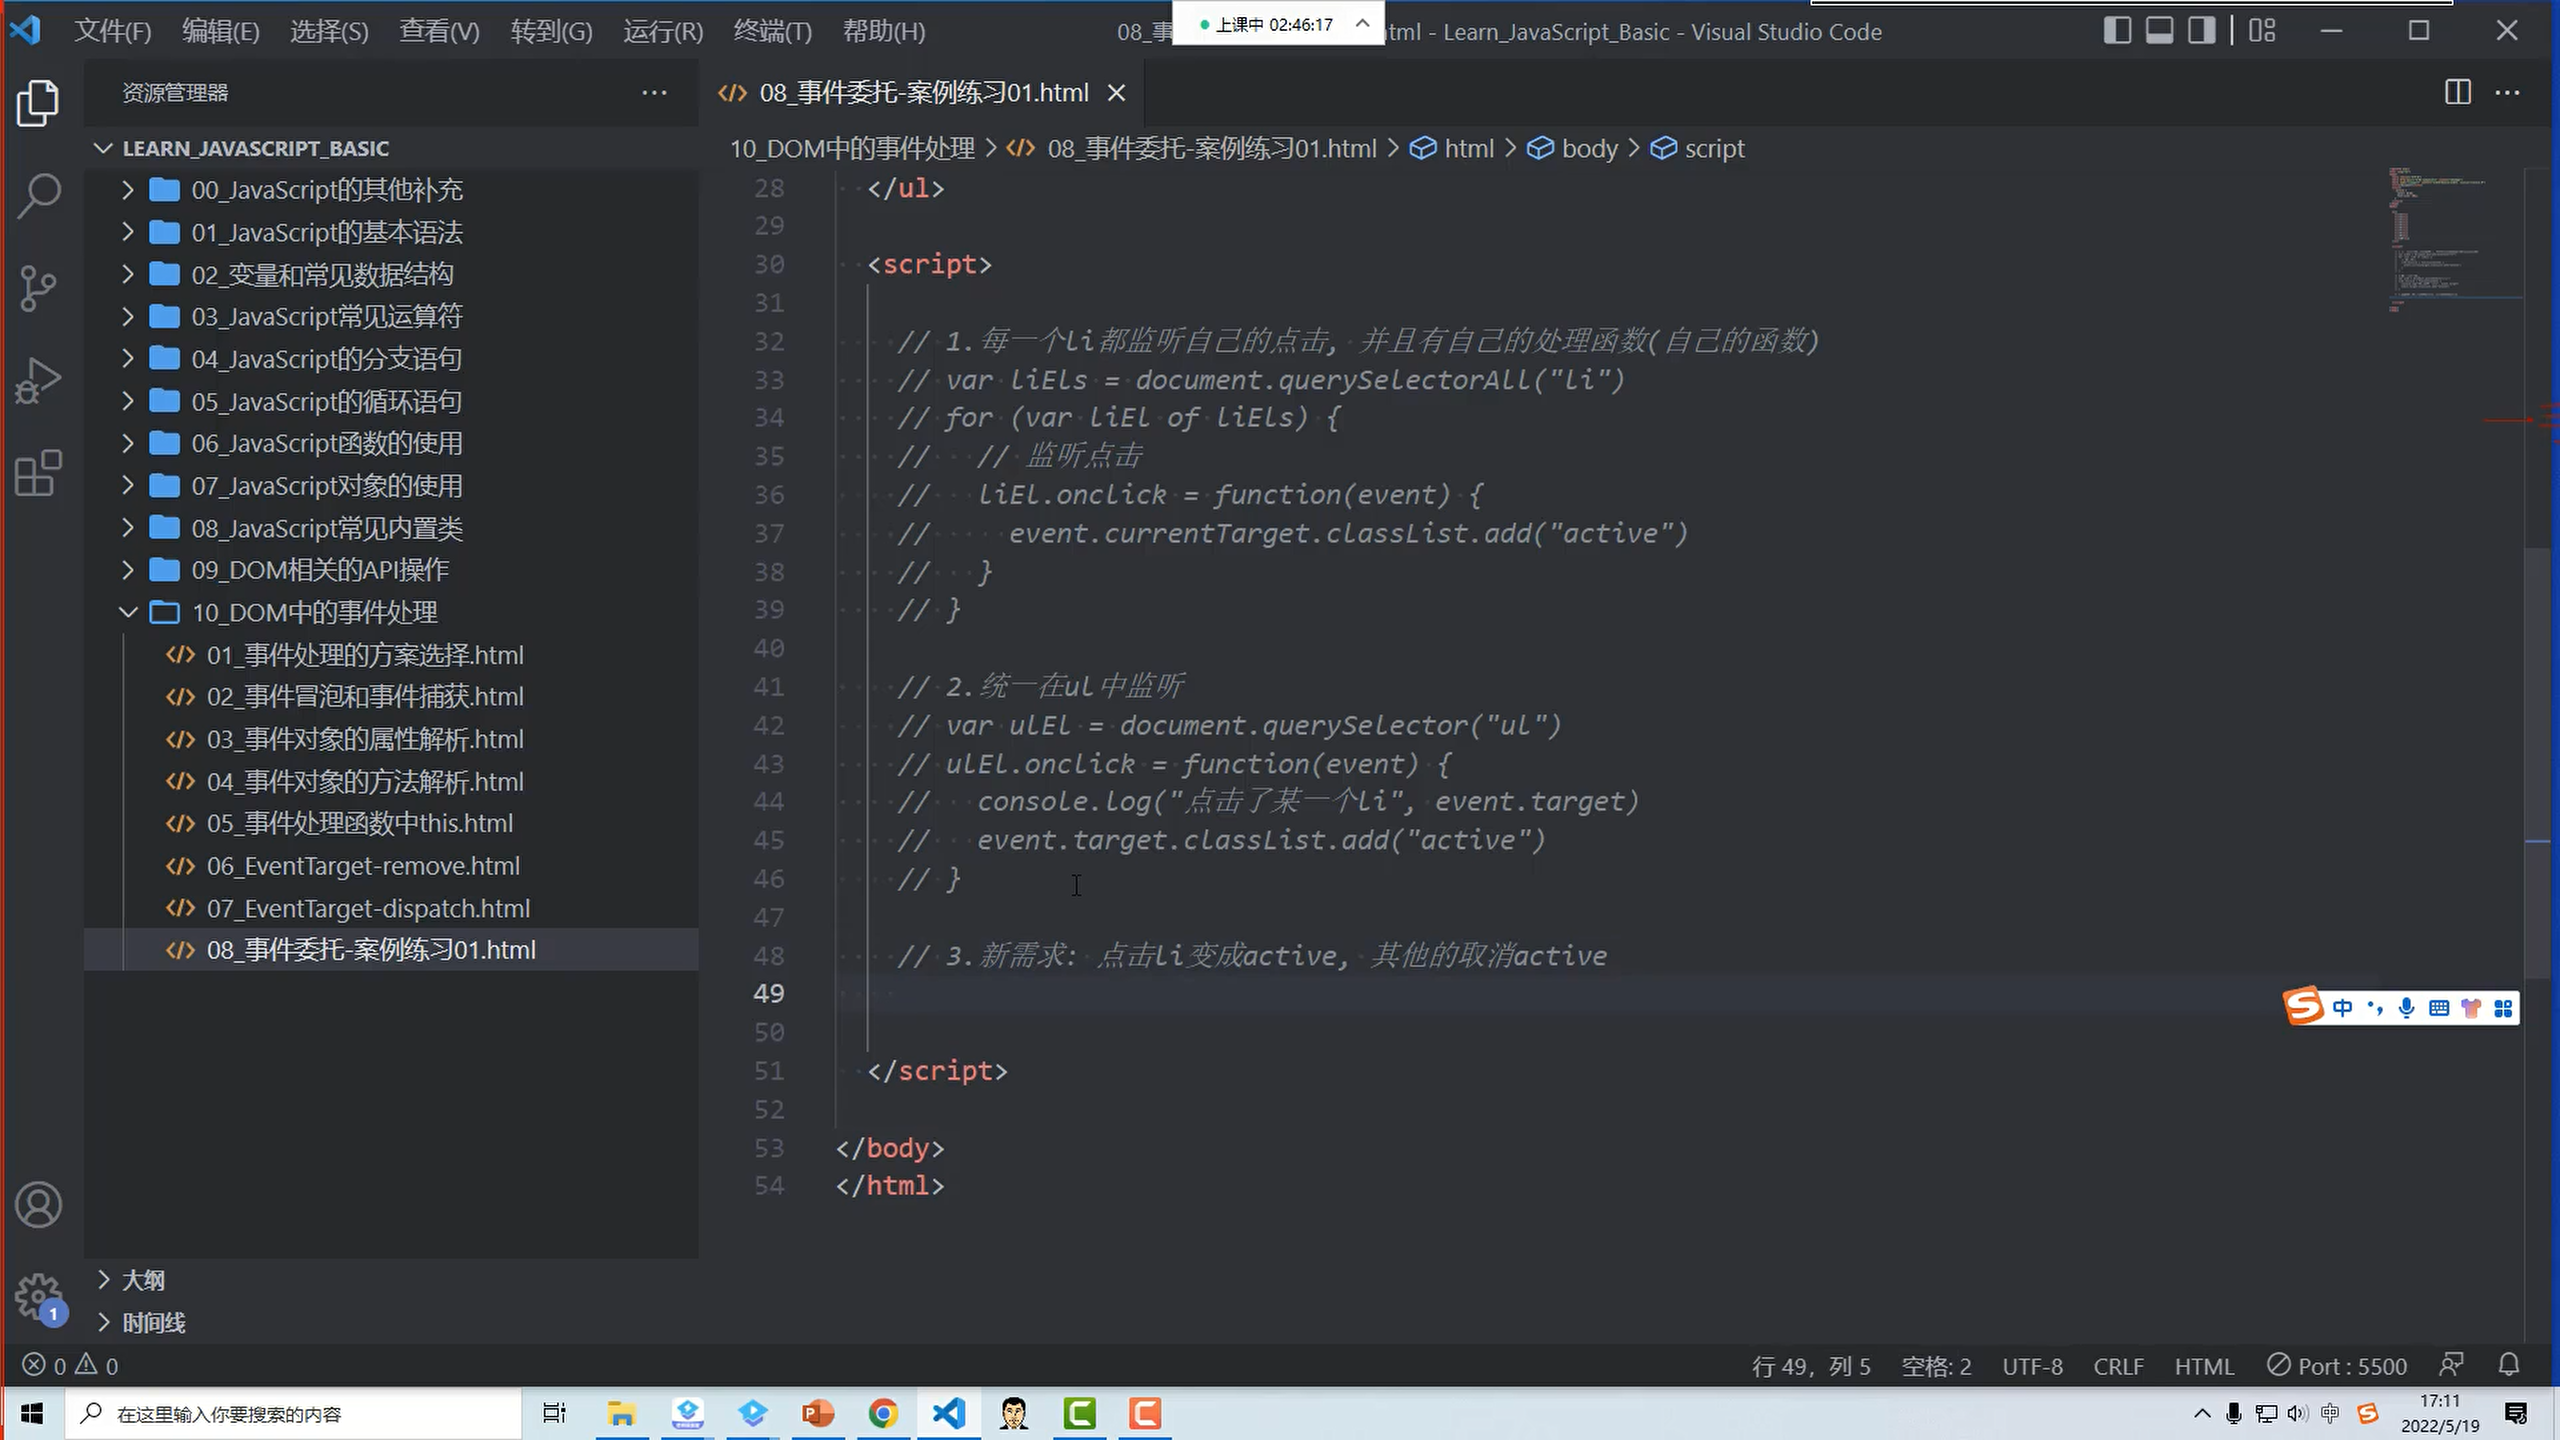 文件(F) 编辑(E) 选择(S) 查看(V) 转到(G) 运行(R) 终端(T) 帮助(H)
08_事 上课中 02:46:17 tml - Learn_JavaScript_Basic - Visual Studio Code
资源管理器
08_事件委托-案例练习01.html
LEARN_JAVASCRIPT_BASIC
00_JavaScript的其他补充
01_JavaScript的基本语法
02_变量和常见数据结构
03_JavaScript常见运算符
04_JavaScript的分支语句
05_JavaScript的循环语句
06_JavaScript函数的使用
07_JavaScript对象的使用
08_JavaScript常见内置类
09_DOM相关的API操作
10_DOM中的事件处理
01_事件处理的方案选择.html
02_事件冒泡和事件捕获.html
03_事件对象的属性解析.html
04_事件对象的方法解析.html
05_事件处理函数中this.html
06_EventTarget-remove.html
07_EventTarget-dispatch.html
08_事件委托-案例练习01.html
大纲
时间线
10_DOM中的事件处理 > 08_事件委托-案例练习01.html > html > body > script
28 </ul>
29
30 <script>
31
32 // 1.每一个li都监听自己的点击, 并且有自己的处理函数(自己的函数)
33 // var liEls = document.querySelectorAll("li")
34 // for (var liEl of liEls) {
35 //   // 监听点击
36 //   liEl.onclick = function(event) {
37 //     event.currentTarget.classList.add("active")
38 //   }
39 // }
40
41 // 2.统一在ul中监听
42 // var ulEl = document.querySelector("ul")
43 // ulEl.onclick = function(event) {
44 //   console.log("点击了某一个li", event.target)
45 //   event.target.classList.add("active")
46 // }
47
48 // 3.新需求: 点击li变成active, 其他的取消active
49
50
51 </script>
52
53 </body>
54 </html>
中
1
0 0
行 49，列 5 空格: 2 UTF-8 CRLF HTML Port : 5500
在这里输入你要搜索的内容
中
17:11
2022/5/19